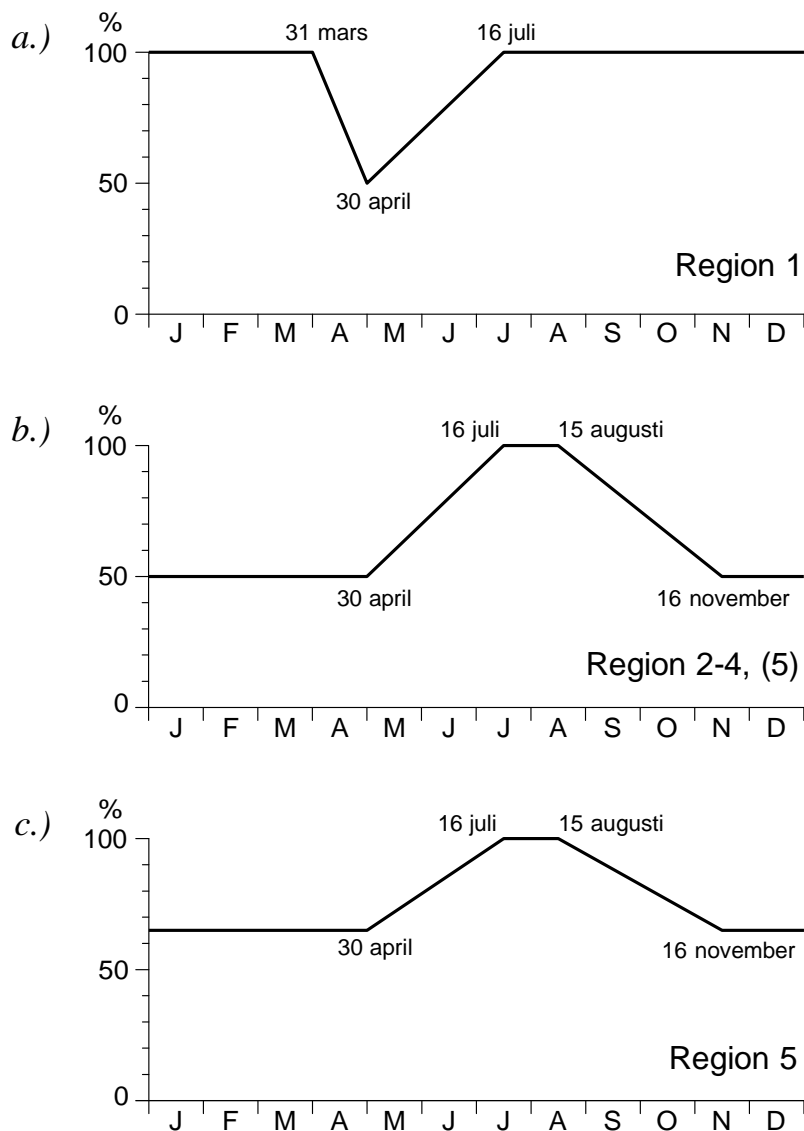 a.)
%
31 mars
16 juli
100
50
30 april
Region 1
0
J F M A M J J A S O N D
b.)
%
16 juli
15 augusti
100
50
30 april
16 november
Region 2-4, (5)
0
J F M A M J J A S O N D
c.)
%
16 juli
15 augusti
100
30 april
16 november
50
Region 5
0
J F M A M J J A S O N D